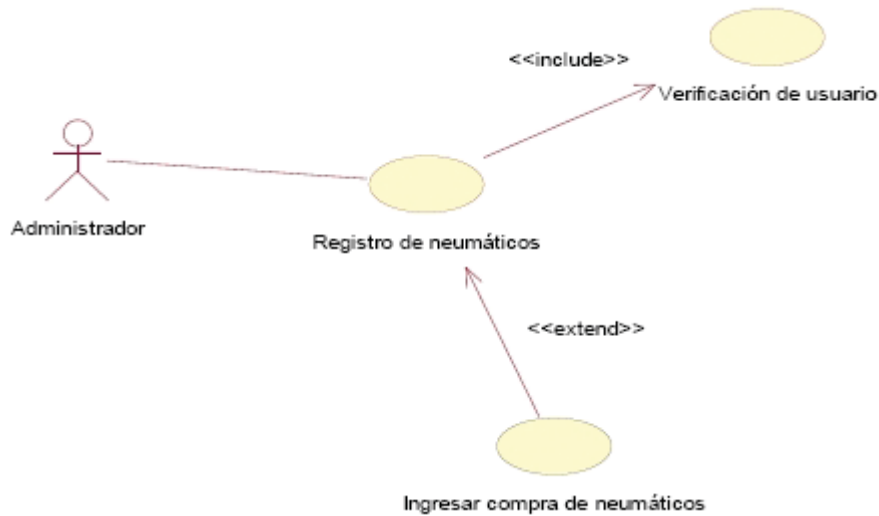 <<include>>
Verificación de usuario
Administrador
Registro de neumáticos
<<extend>>
Ingresar compra de neumáticos